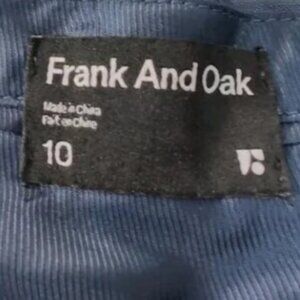 Frank And Oak
Made in China
Fait en Chine
10